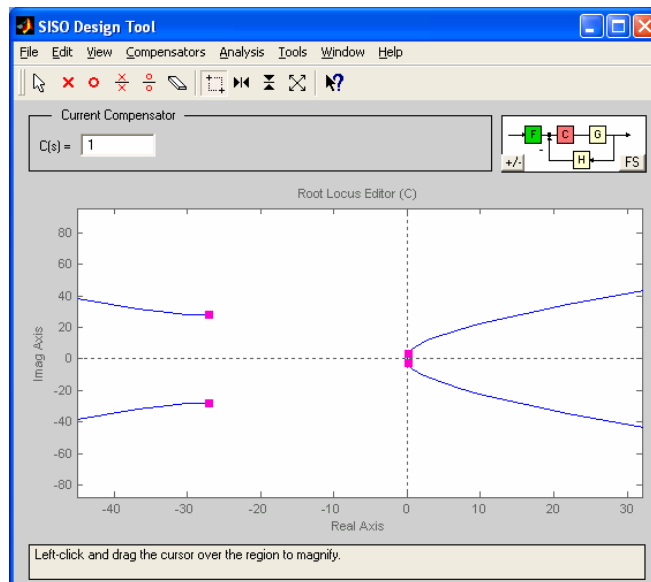 SISO Design Tool
File Edit View Compensators Analysis Tools Window Help
Current Compensator
C(s) = 1
F C G
H
+/- FS
Root Locus Editor (C)
80
60
40
20
0
-20
-40
-60
-80
Imag Axis
-40 -30 -20 -10 0 10 20 30
Real Axis
Left-click and drag the cursor over the region to magnify.